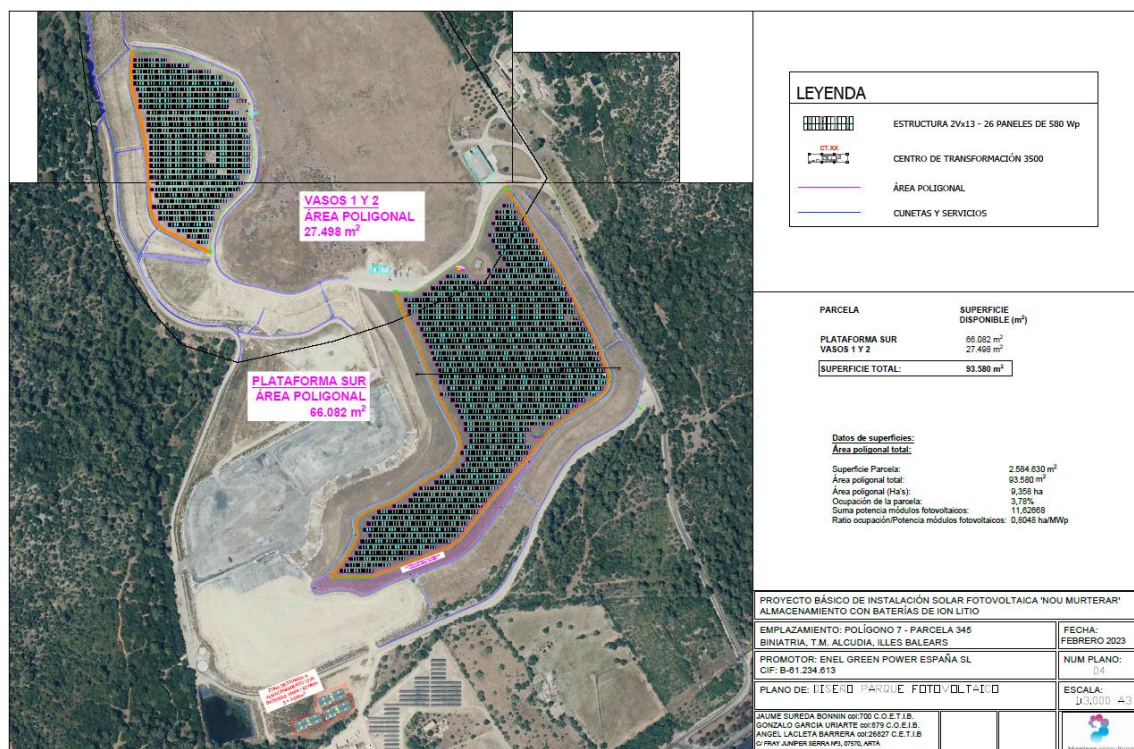 VASOS 1 Y 2
ÁREA POLIGONAL
27.498 m²
PLATAFORMA SUR
ÁREA POLIGONAL
66.082 m²
LEYENDA
ESTRUCTURA 2Vx13 - 26 PANELES DE 580 Wp
CT.XX
CENTRO DE TRANSFORMACIÓN 3500
ÁREA POLIGONAL
CUNETAS Y SERVICIOS
PARCELA SUPERFICIE
DISPONIBLE (m²)
PLATAFORMA SUR 66.082 m²
VASOS 1 Y 2 27.498 m²
SUPERFICIE TOTAL: 93.580 m²
Datos de superficies:
Área poligonal total:
Superficie Parcela: 2.584.630 m²
Área poligonal total: 93.580 m²
Área poligonal (Ha's): 9,358 ha
Ocupación de la parcela: 3,78%
Suma potencia módulos fotovoltaicos: 11,62668
Ratio ocupación/Potencia módulos fotovoltaicos: 0,8048 ha/MWp
PROYECTO BÁSICO DE INSTALACIÓN SOLAR FOTOVOLTAICA 'NOU MURTERAR'
ALMACENAMIENTO CON BATERÍAS DE ION LITIO
EMPLAZAMIENTO: POLÍGONO 7 - PARCELA 345
BINIATRIA, T.M. ALCUDIA, ILLES BALEARS
FECHA:
FEBRERO 2023
PROMOTOR: ENEL GREEN POWER ESPAÑA SL
CIF: B-61.234.613
NUM PLANO:
04
PLANO DE: DISEÑO PARQUE FOTOVOLTAICO
ESCALA:
1/3.000 A3
JAUME SUREDA BONNIN col:700 C.O.E.T.I.B.
GONZALO GARCIA URIARTE col:879 C.O.E.I.B.
ANGEL LACLETA BARRERA col:26827 C.E.T.I.B
C/ FRAY JUNÍPER SERRA Nº3, 07570, ARTÀ